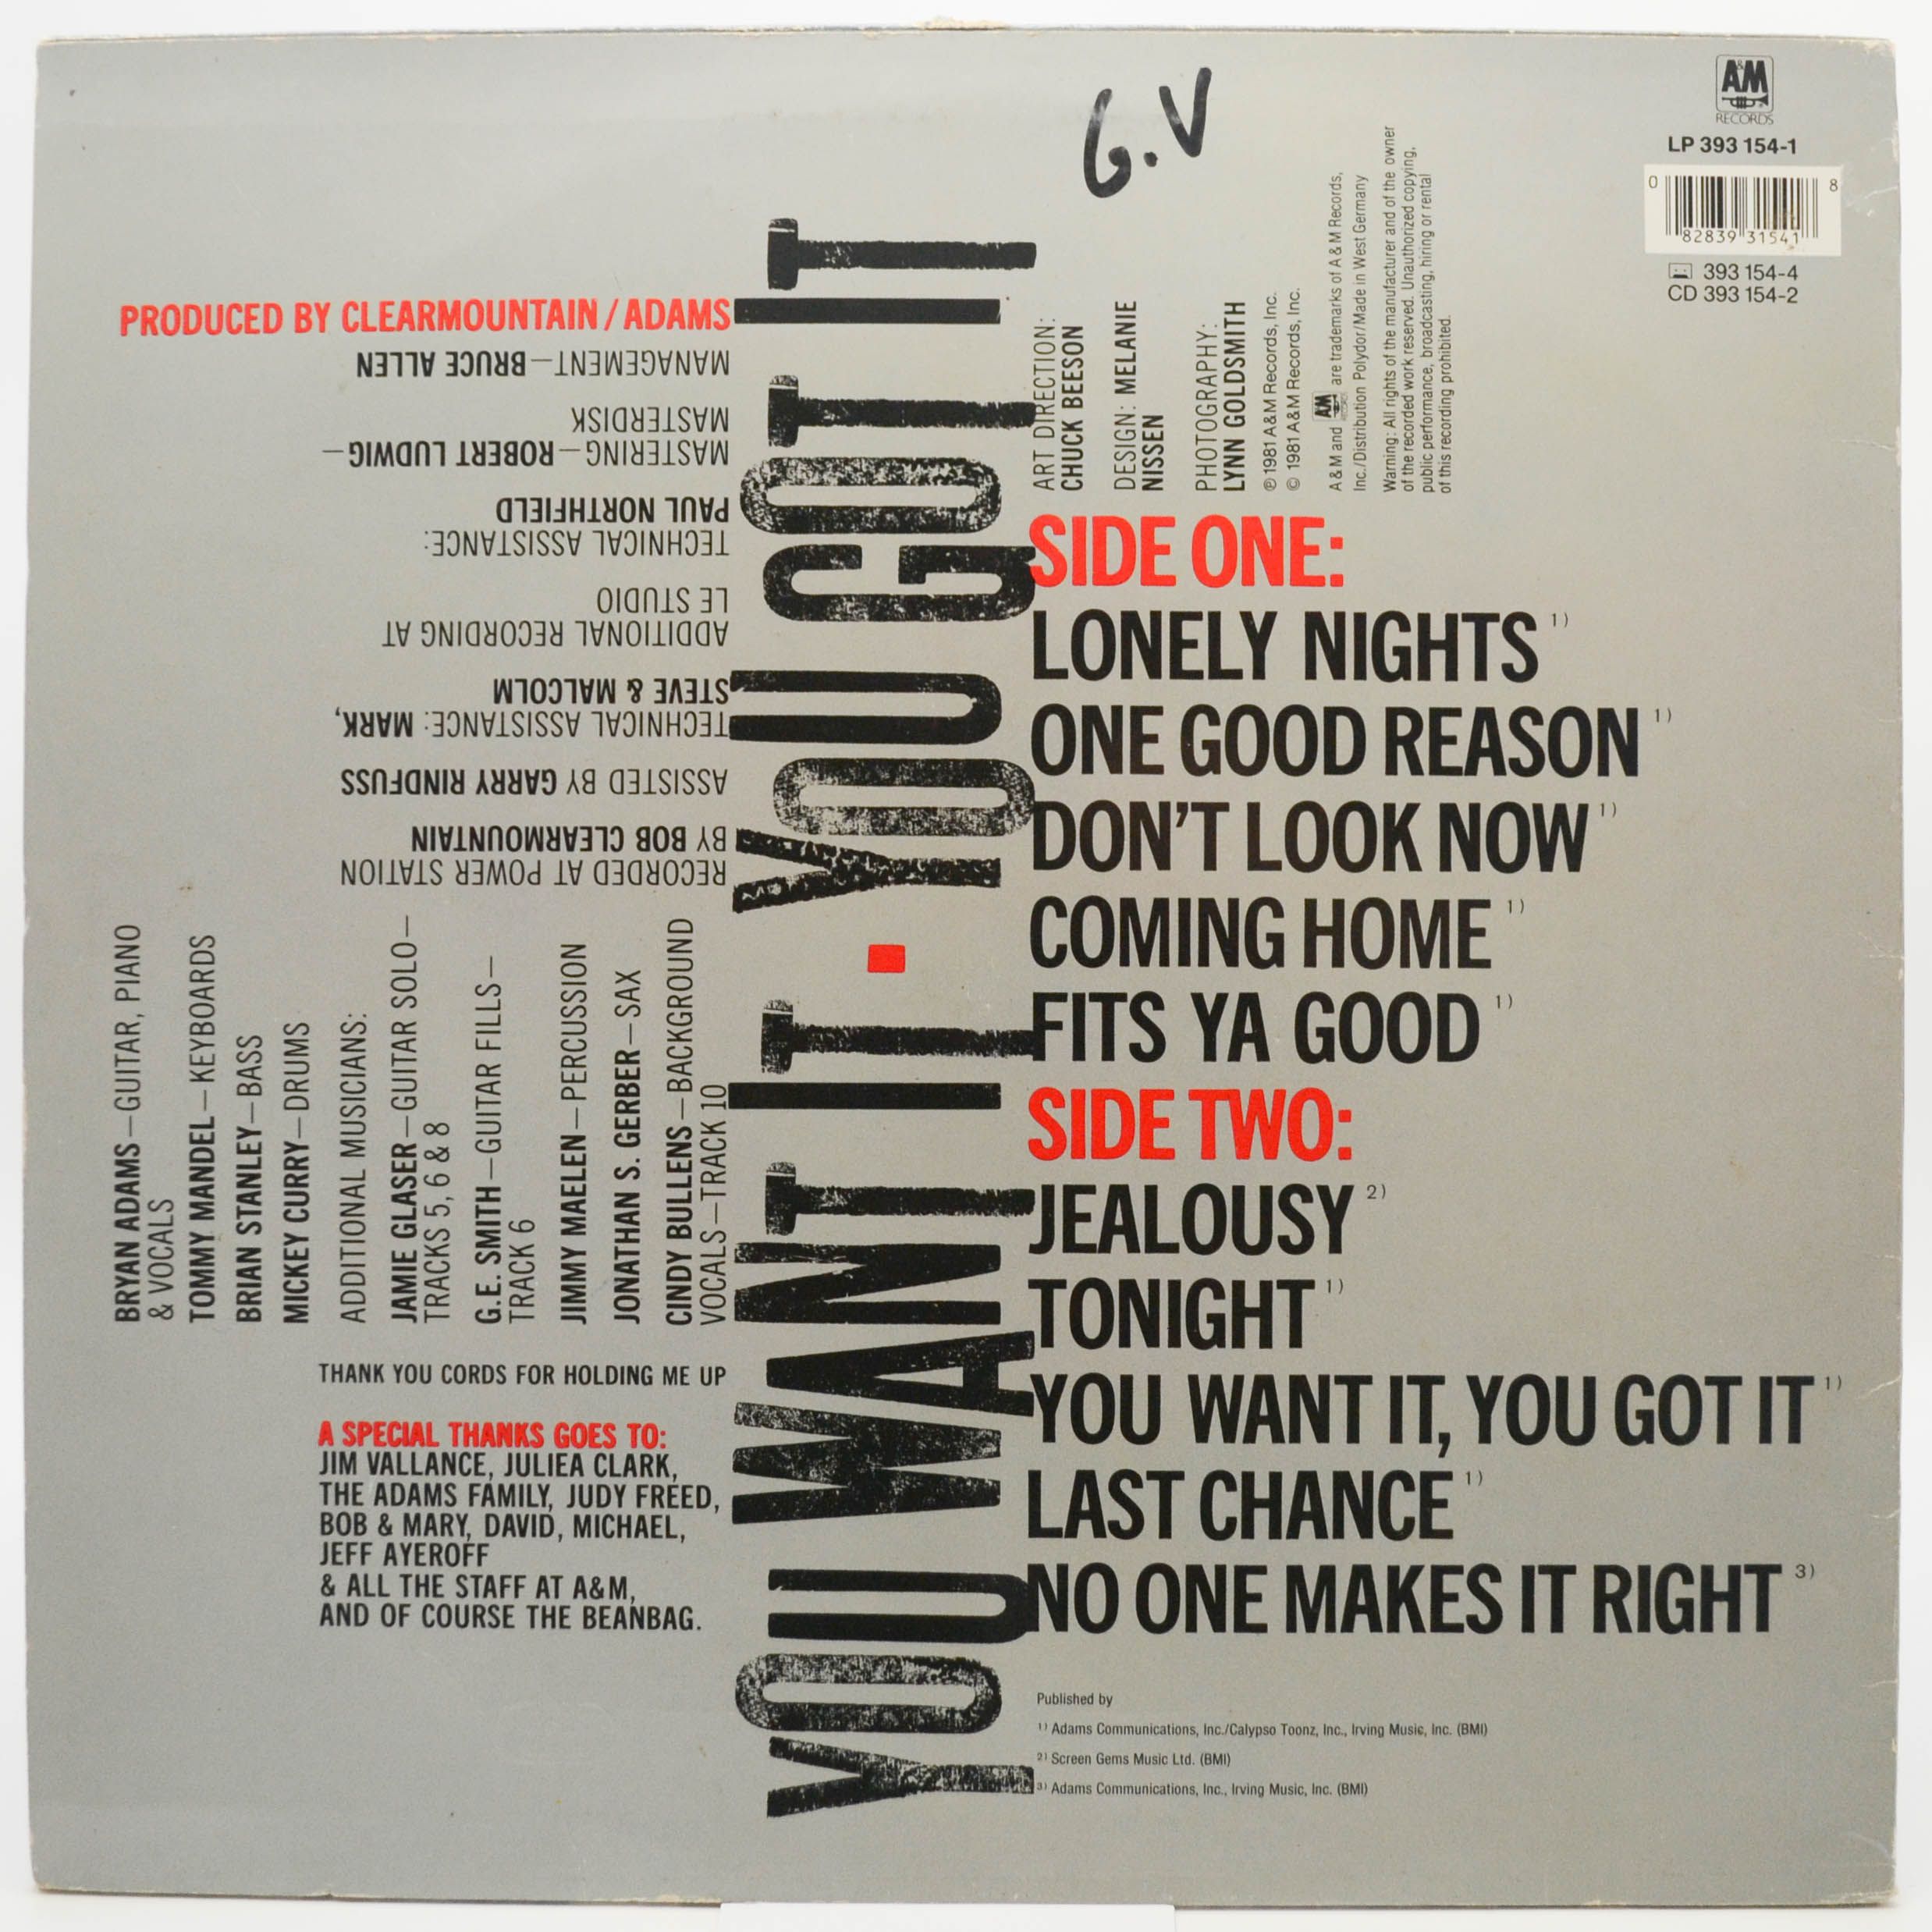 PRODUCED BY CLEARMOUNTAIN / ADAMS
MANAGEMENT—BRUCE ALLEN
MASTERING—ROBERT LUDWIG—
MASTERDISK
TECHNICAL ASSISTANCE:
PAUL NORTHFIELD
ADDITIONAL RECORDING AT
LE STUDIO
TECHNICAL ASSISTANCE: MARK,
STEVE & MALCOLM
ASSISTED BY GARRY RINDFUSS
RECORDED AT POWER STATION
BY BOB CLEARMOUNTAIN
BRYAN ADAMS—GUITAR, PIANO
& VOCALS
TOMMY MANDEL—KEYBOARDS
BRIAN STANLEY—BASS
MICKEY CURRY—DRUMS
ADDITIONAL MUSICIANS:
JAMIE GLASER—GUITAR SOLO—
TRACKS 5, 6 & 8
G.E. SMITH—GUITAR FILLS—
TRACK 6
JIMMY MAELEN—PERCUSSION
JONATHAN S. GERBER—SAX
CINDY BULLENS—BACKGROUND
VOCALS—TRACK 10
THANK YOU CORDS FOR HOLDING ME UP
A SPECIAL THANKS GOES TO:
JIM VALLANCE, JULIEA CLARK,
THE ADAMS FAMILY, JUDY FREED,
BOB & MARY, DAVID, MICHAEL,
JEFF AYEROFF
& ALL THE STAFF AT A&M,
AND OF COURSE THE BEANBAG.
YOU WANT IT ▪ YOU GOT IT
G.V
ART DIRECTION:
CHUCK BEESON
DESIGN: MELANIE
NISSEN
PHOTOGRAPHY:
LYNN GOLDSMITH
℗ 1981 A&M Records, Inc.
© 1981 A&M Records, Inc.
A&M and A&M RECORDS are trademarks of A&M Records,
Inc./Distribution Polydor/Made in West Germany
Warning: All rights of the manufacturer and of the owner
of the recorded work reserved. Unauthorized copying,
public performance, broadcasting, hiring or rental
of this recording prohibited.
A&M
RECORDS
LP 393 154-1
0 82839 31541 8
393 154-4
CD 393 154-2
SIDE ONE:
LONELY NIGHTS 1)
ONE GOOD REASON 1)
DON'T LOOK NOW 1)
COMING HOME 1)
FITS YA GOOD 1)
SIDE TWO:
JEALOUSY 2)
TONIGHT 1)
YOU WANT IT, YOU GOT IT 1)
LAST CHANCE 1)
NO ONE MAKES IT RIGHT 3)
Published by
1) Adams Communications, Inc./Calypso Toonz, Inc., Irving Music, Inc. (BMI)
2) Screen Gems Music Ltd. (BMI)
3) Adams Communications, Inc., Irving Music, Inc. (BMI)